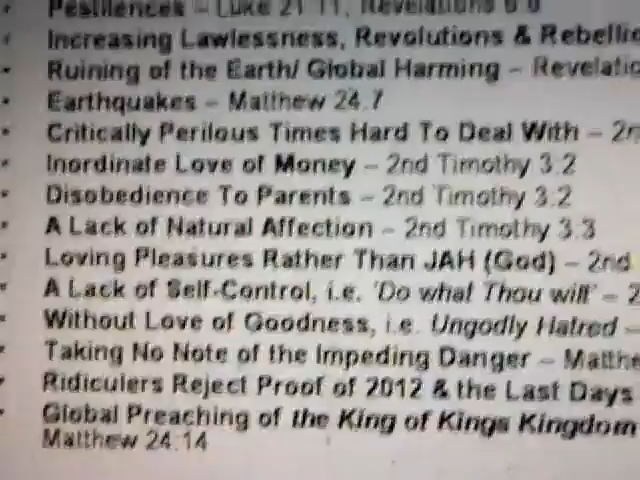 Pestilences – Luke 21 11, Revelations 6 8
Increasing Lawlessness, Revolutions & Rebellio
Ruining of the Earth/ Global Harming – Revelatio
Earthquakes – Matthew 24.7
Critically Perilous Times Hard To Deal With – 2n
Inordinate Love of Money – 2nd Timothy 3.2
Disobedience To Parents – 2nd Timothy 3.2
A Lack of Natural Affection – 2nd Timothy 3.3
Loving Pleasures Rather Than JAH (God) – 2nd
A Lack of Self-Control, i.e. 'Do what Thou wilt' – 2
Without Love of Goodness, i.e. Ungodly Hatred –
Taking No Note of the Impeding Danger – Matthe
Ridiculers Reject Proof of 2012 & the Last Days
Global Preaching of the King of Kings Kingdom
Matthew 24:14